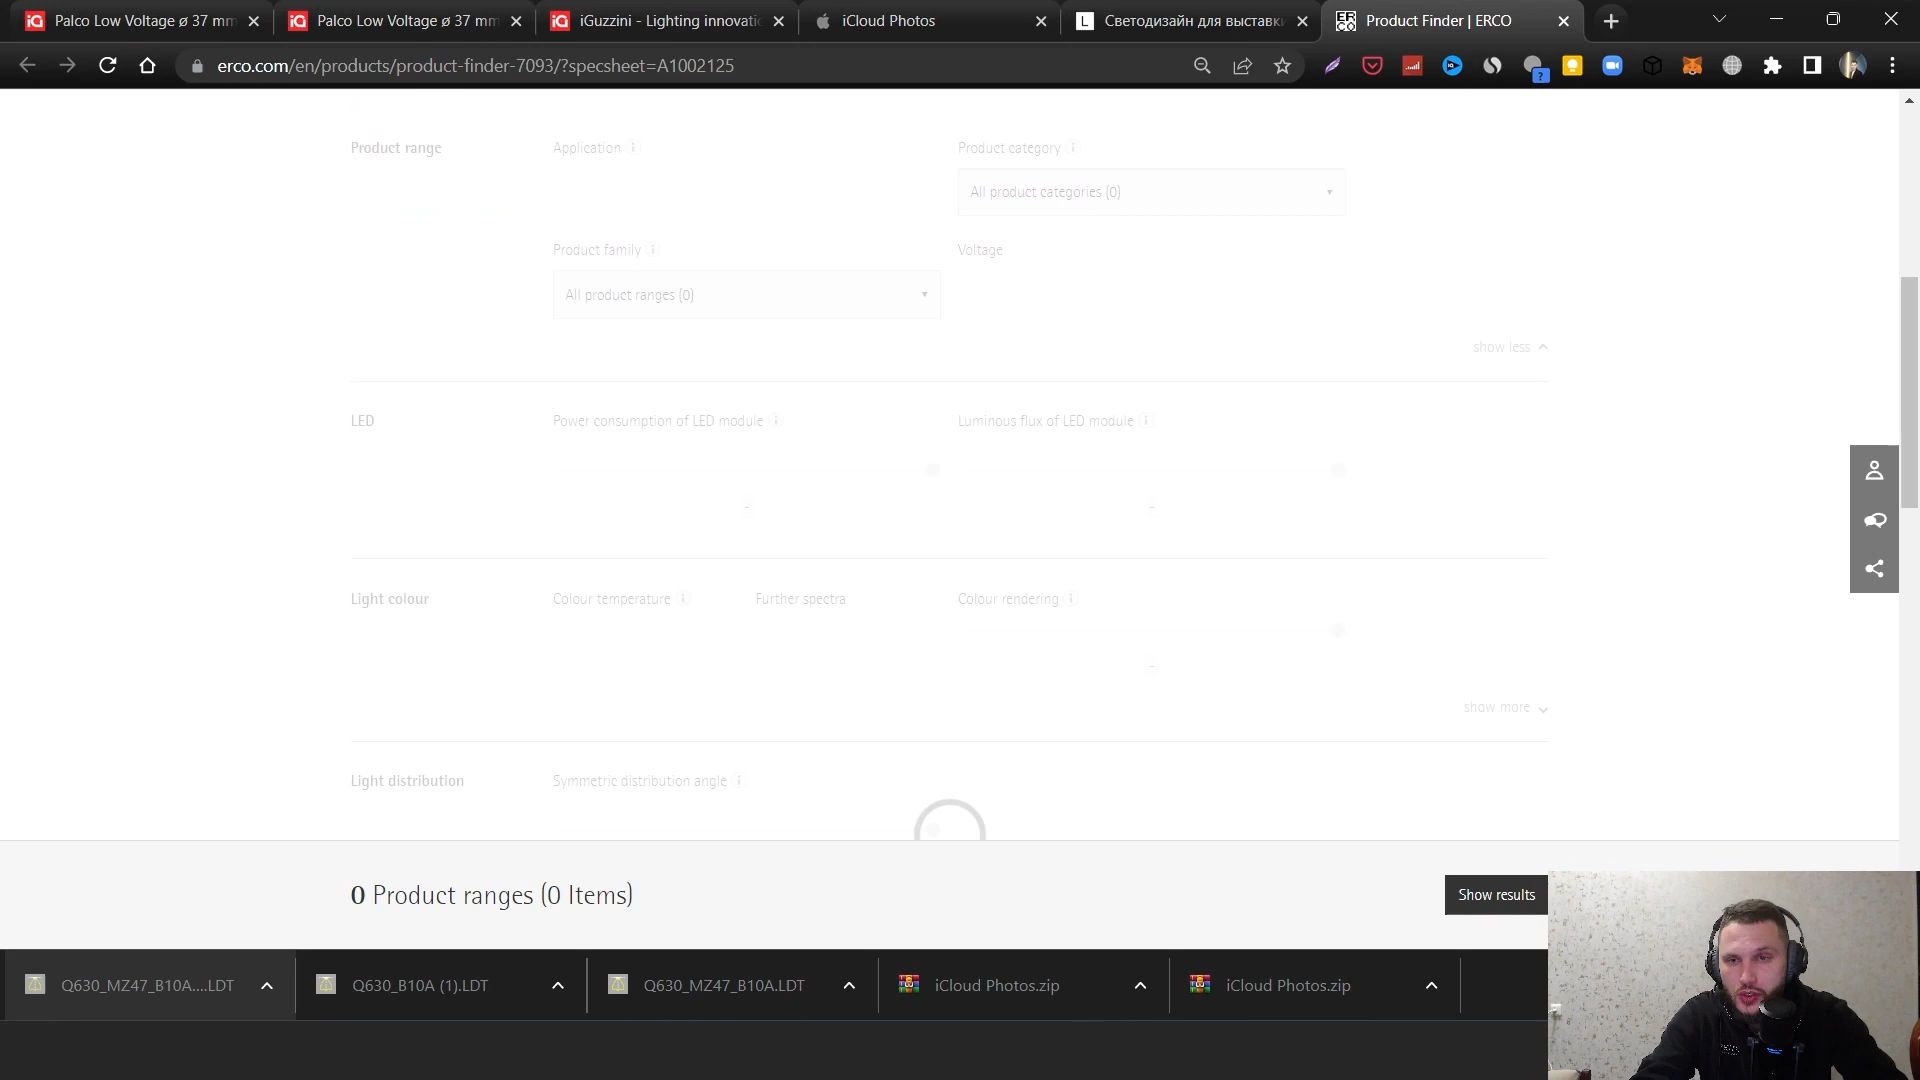 Palco Low Voltage ø 37 mm
Palco Low Voltage ø 37 mm
iGuzzini - Lighting innovati
iCloud Photos
Светодизайн для выставк
Product Finder | ERCO
erco.com/en/products/product-finder-7093/?specsheet=A1002125
Product range
Application
Product category
All product categories (0)
Product family
Voltage
All product ranges (0)
show less
LED
Power consumption of LED module
Luminous flux of LED module
-
-
Light colour
Colour temperature
Further spectra
Colour rendering
-
show more
Light distribution
Symmetric distribution angle
0 Product ranges (0 Items)
Show results
Q630_MZ47_B10A....LDT
Q630_B10A (1).LDT
Q630_MZ47_B10A.LDT
iCloud Photos.zip
iCloud Photos.zip